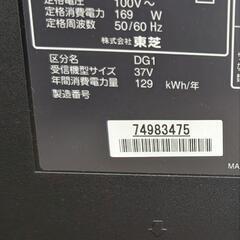 定格電圧 100V～
定格消費電力 169 W
定格周波数 50/60 Hz
株式会社 東芝
区分名 DG1
受信機型サイズ 37V
年間消費電力量 129 kWh/年
製造番号
74983475
MA